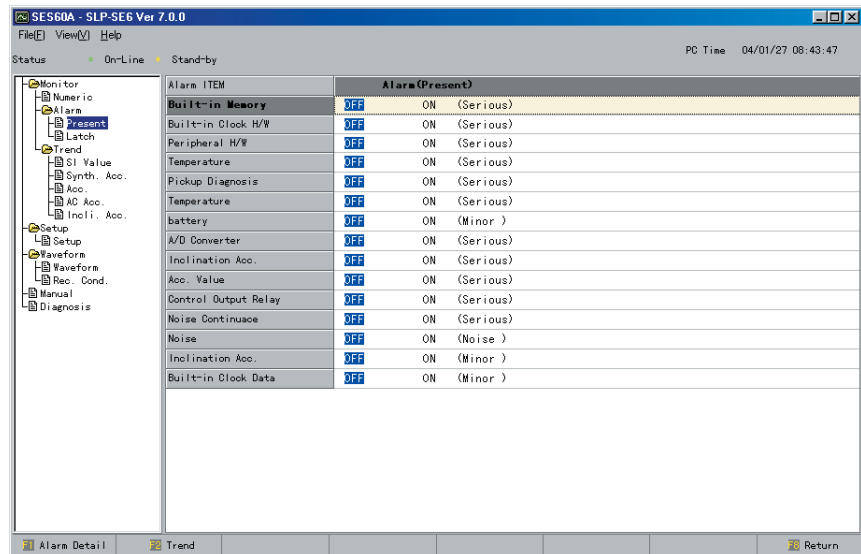 SES60A - SLP-SE6 Ver 7.0.0
File(F) View(V) Help
PC Time 04/01/27 08:43:47
Status On-Line Stand-by
Monitor
Numeric
Alarm
Present
Latch
Trend
SI Value
Synth. Acc.
Acc.
AC Acc.
Incli. Acc.
Setup
Setup
Waveform
Waveform
Rec. Cond.
Manual
Diagnosis
Alarm ITEM Alarm(Present)
Built-in Memory OFF ON (Serious)
Built-in Clock H/W OFF ON (Serious)
Peripheral H/W OFF ON (Serious)
Temperature OFF ON (Serious)
Pickup Diagnosis OFF ON (Serious)
Temperature OFF ON (Serious)
battery OFF ON (Minor )
A/D Converter OFF ON (Serious)
Inclination Acc. OFF ON (Serious)
Acc. Value OFF ON (Serious)
Control Output Relay OFF ON (Serious)
Noise Continuace OFF ON (Serious)
Noise OFF ON (Noise )
Inclination Acc. OFF ON (Minor )
Built-in Clock Data OFF ON (Minor )
F1 Alarm Detail F2 Trend F8 Return